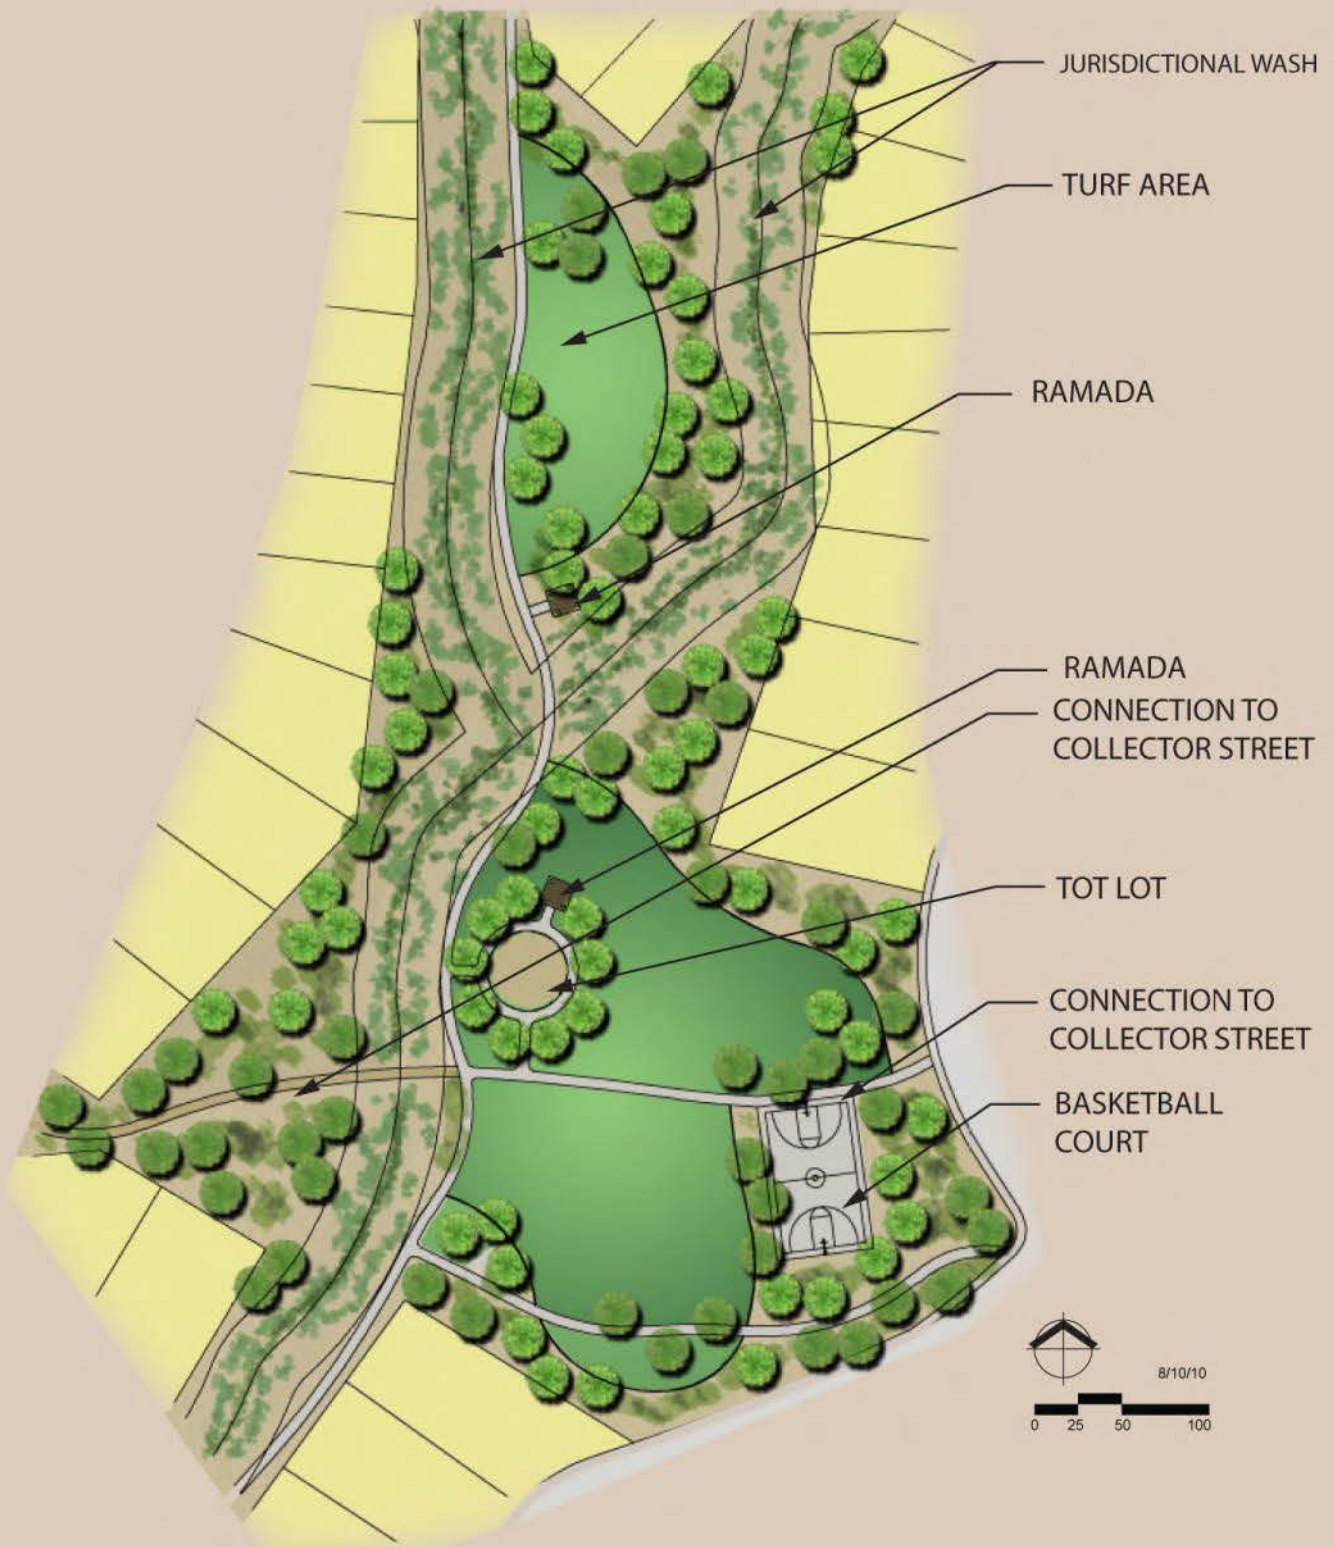 JURISDICTIONAL WASH
TURF AREA
RAMADA
RAMADA
CONNECTION TO
COLLECTOR STREET
TOT LOT
CONNECTION TO
COLLECTOR STREET
BASKETBALL
COURT
8/10/10
0 25 50 100